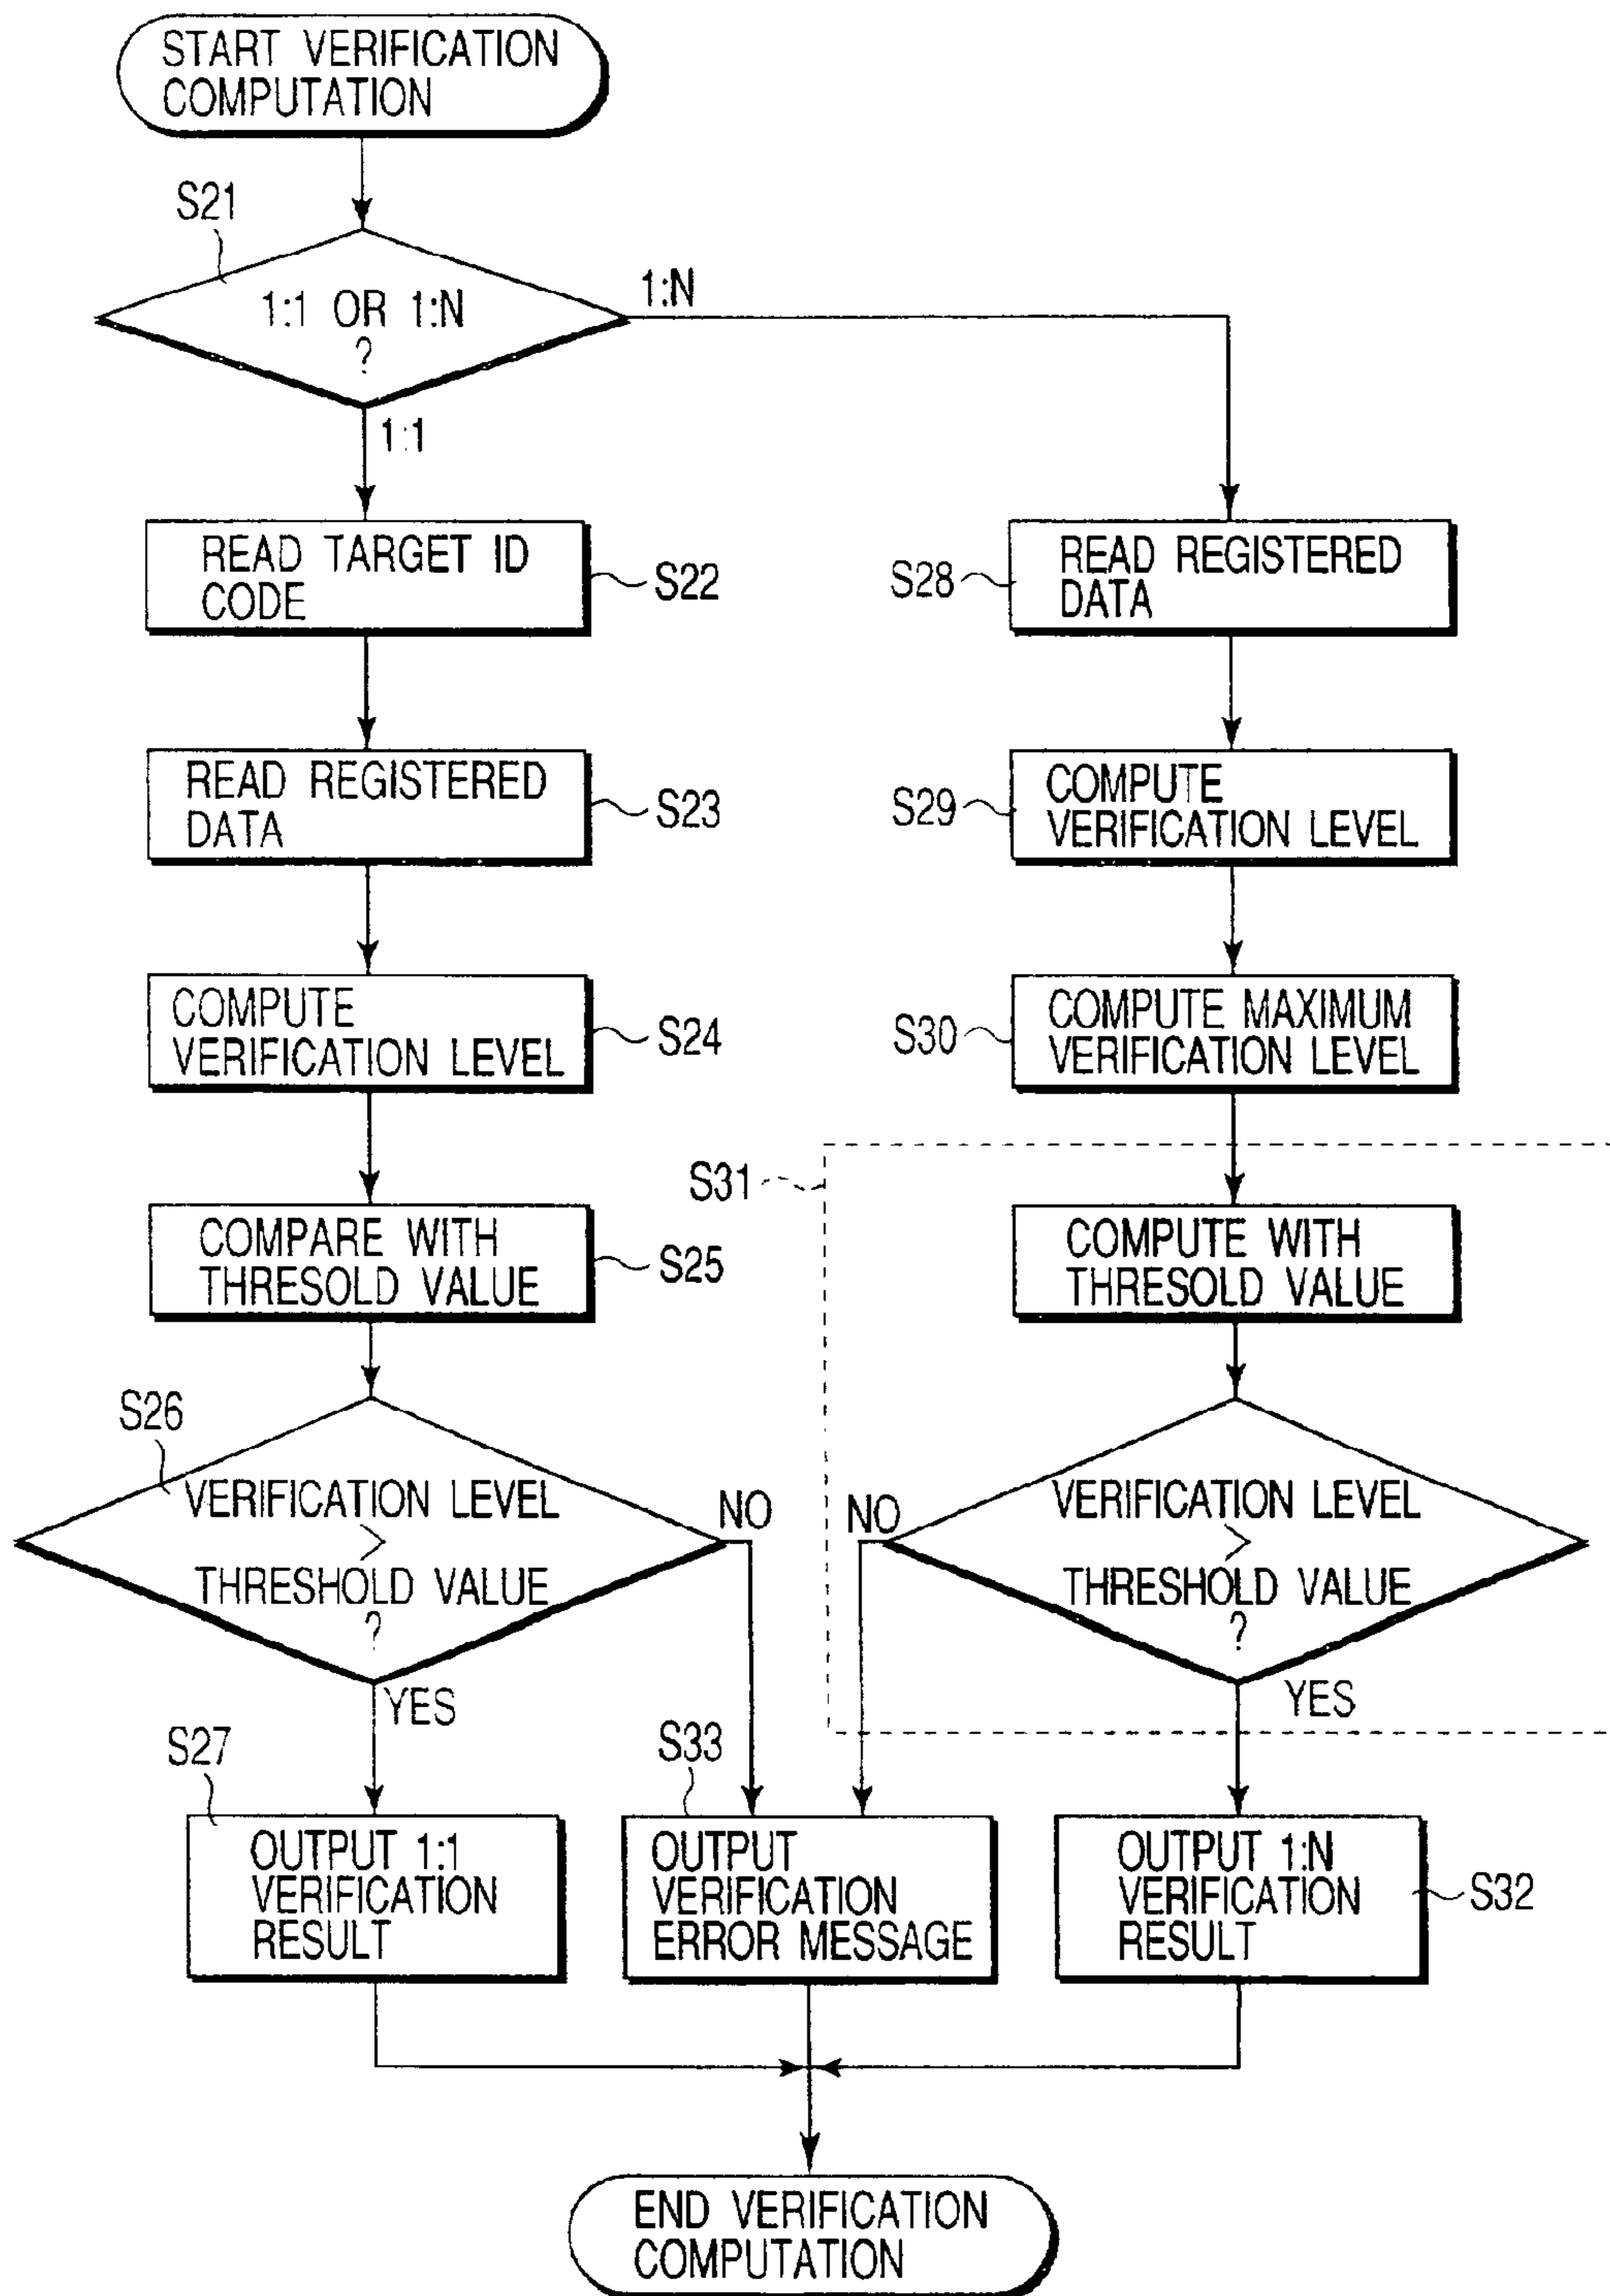 START VERIFICATION
COMPUTATION
S21
1:1 OR 1:N
?
1:N
1:1
READ TARGET ID
CODE
S22
S28
READ REGISTERED
DATA
READ REGISTERED
DATA
S23
S29
COMPUTE
VERIFICATION LEVEL
COMPUTE
VERIFICATION LEVEL
S24
S30
COMPUTE MAXIMUM
VERIFICATION LEVEL
S31
COMPARE WITH
THRESOLD VALUE
S25
COMPUTE WITH
THRESOLD VALUE
S26
VERIFICATION LEVEL
>
THRESHOLD VALUE
?
NO
YES
NO
VERIFICATION LEVEL
>
THRESHOLD VALUE
?
YES
S27
OUTPUT 1:1
VERIFICATION
RESULT
S33
OUTPUT
VERIFICATION
ERROR MESSAGE
OUTPUT 1:N
VERIFICATION
RESULT
S32
END VERIFICATION
COMPUTATION